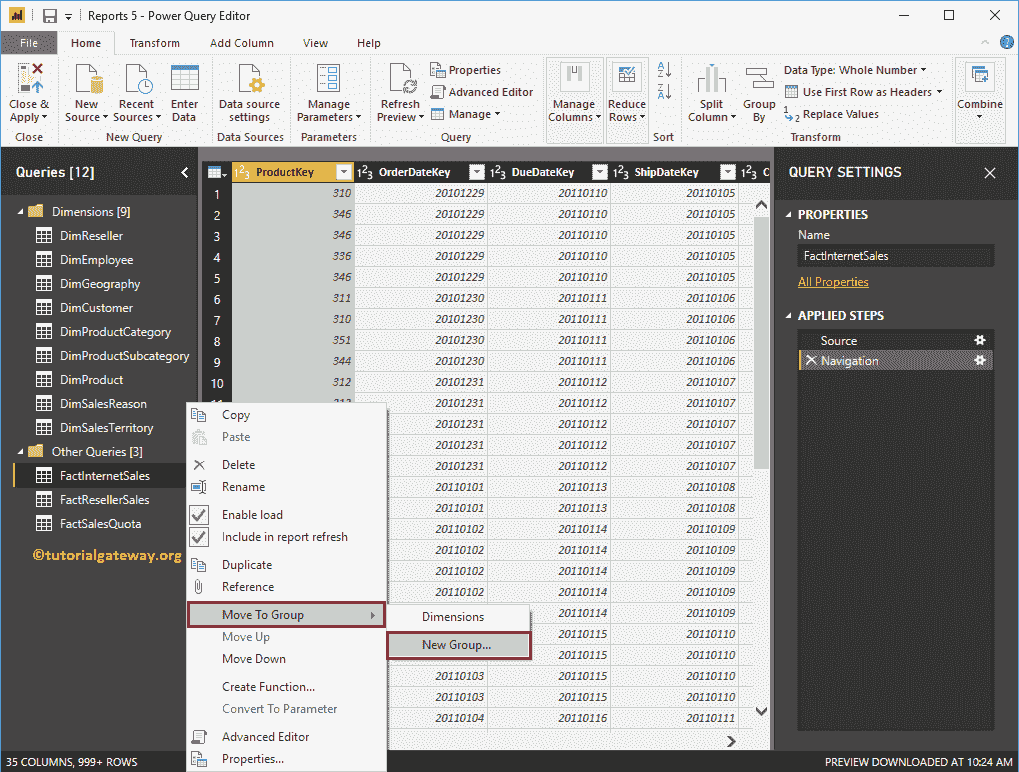 Reports 5 - Power Query Editor
File Home Transform Add Column View Help
Close & Apply
New Source
Recent Sources
Enter Data
Data source settings
Manage Parameters
Refresh Preview
Properties
Advanced Editor
Manage
Manage Columns
Reduce Rows
Split Column
Group By
Data Type: Whole Number
Use First Row as Headers
Replace Values
Combine
Close New Query Data Sources Parameters Query Sort Transform
Queries [12]
Dimensions [9]
DimReseller
DimEmployee
DimGeography
DimCustomer
DimProductCategory
DimProductSubcategory
DimProduct
DimSalesReason
DimSalesTerritory
Other Queries [3]
FactInternetSales
FactResellerSales
FactSalesQuota
©tutorialgateway.org
ProductKey OrderDateKey DueDateKey ShipDateKey
1 310 20101229 20110110 20110105
2 346 20101229 20110110 20110105
3 346 20101229 20110110 20110105
4 336 20101229 20110110 20110105
5 346 20101229 20110110 20110105
6 311 20101230 20110111 20110106
7 310 20101230 20110111 20110106
8 351 20101230 20110111 20110106
9 344 20101230 20110111 20110106
10 312 20101231 20110112 20110107
20101231 20110112 20110107
20101231 20110112 20110107
20101231 20110112 20110107
20101231 20110112 20110107
20110101 20110113 20110108
20110101 20110113 20110108
20110102 20110114 20110109
20110102 20110114 20110109
20110102 20110114 20110109
20110102 20110114 20110109
20110114 20110109
20110115 20110110
20110115 20110110
20110103 20110115 20110110
20110103 20110115 20110110
20110104 20110116 20110111
Copy
Paste
Delete
Rename
Enable load
Include in report refresh
Duplicate
Reference
Move To Group
Move Up
Move Down
Create Function...
Convert To Parameter
Advanced Editor
Properties...
Dimensions
New Group...
QUERY SETTINGS
PROPERTIES
Name
FactInternetSales
All Properties
APPLIED STEPS
Source
Navigation
35 COLUMNS, 999+ ROWS
PREVIEW DOWNLOADED AT 10:24 AM